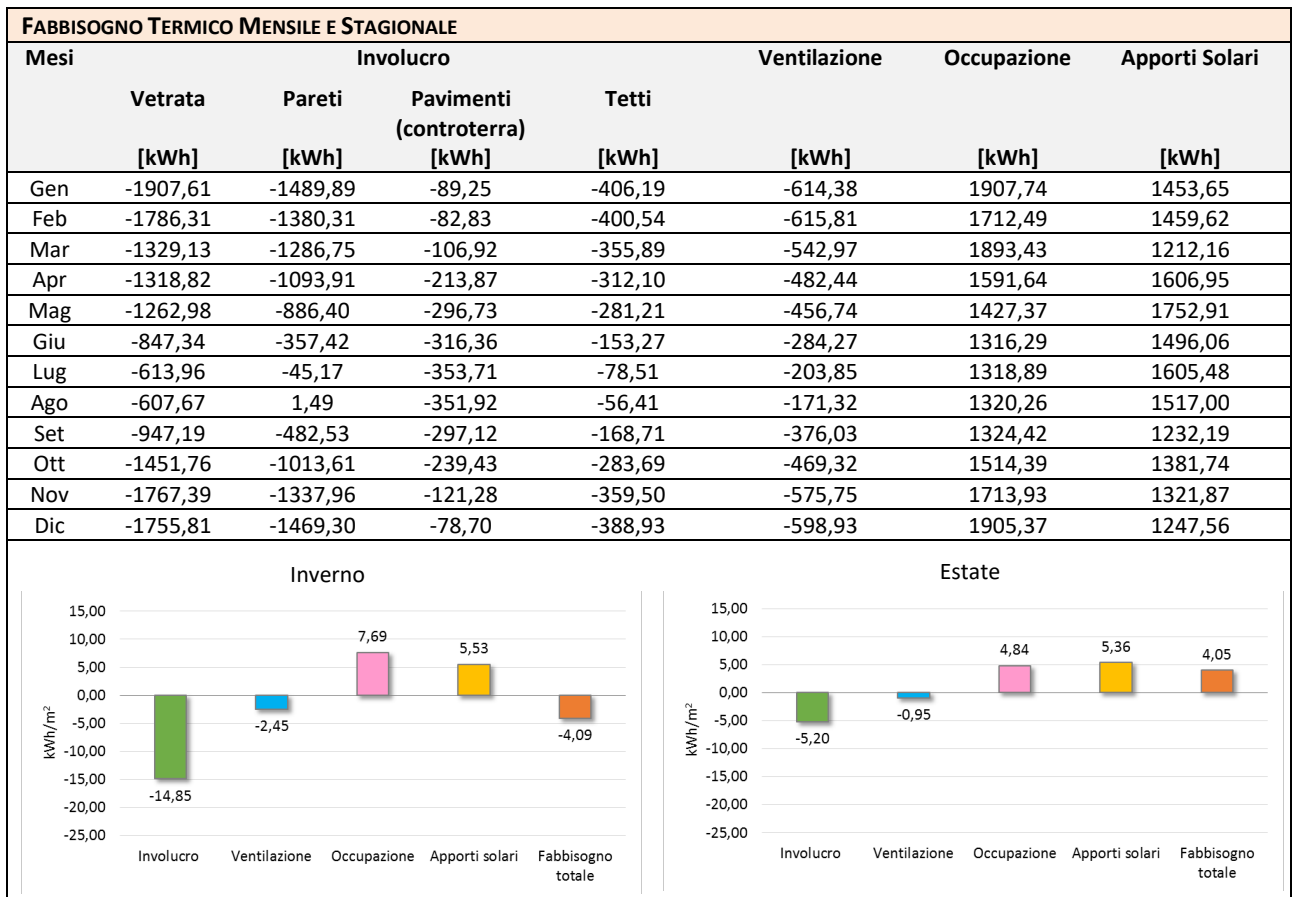 FABBISOGNO TERMICO MENSILE E STAGIONALE
Mesi Involucro Ventilazione Occupazione Apporti Solari
Vetrata Pareti Pavimenti (controterra) Tetti
[kWh] [kWh] [kWh] [kWh] [kWh] [kWh] [kWh]
Gen -1907,61 -1489,89 -89,25 -406,19 -614,38 1907,74 1453,65
Feb -1786,31 -1380,31 -82,83 -400,54 -615,81 1712,49 1459,62
Mar -1329,13 -1286,75 -106,92 -355,89 -542,97 1893,43 1212,16
Apr -1318,82 -1093,91 -213,87 -312,10 -482,44 1591,64 1606,95
Mag -1262,98 -886,40 -296,73 -281,21 -456,74 1427,37 1752,91
Giu -847,34 -357,42 -316,36 -153,27 -284,27 1316,29 1496,06
Lug -613,96 -45,17 -353,71 -78,51 -203,85 1318,89 1605,48
Ago -607,67 1,49 -351,92 -56,41 -171,32 1320,26 1517,00
Set -947,19 -482,53 -297,12 -168,71 -376,03 1324,42 1232,19
Ott -1451,76 -1013,61 -239,43 -283,69 -469,32 1514,39 1381,74
Nov -1767,39 -1337,96 -121,28 -359,50 -575,75 1713,93 1321,87
Dic -1755,81 -1469,30 -78,70 -388,93 -598,93 1905,37 1247,56
Inverno
kWh/m²
15,00
10,00
5,00
0,00
-5,00
-10,00
-15,00
-20,00
-25,00
-14,85
-2,45
7,69
5,53
-4,09
Involucro Ventilazione Occupazione Apporti solari Fabbisogno totale
Estate
kWh/m²
15,00
10,00
5,00
0,00
-5,00
-10,00
-15,00
-20,00
-25,00
-5,20
-0,95
4,84
5,36
4,05
Involucro Ventilazione Occupazione Apporti solari Fabbisogno totale